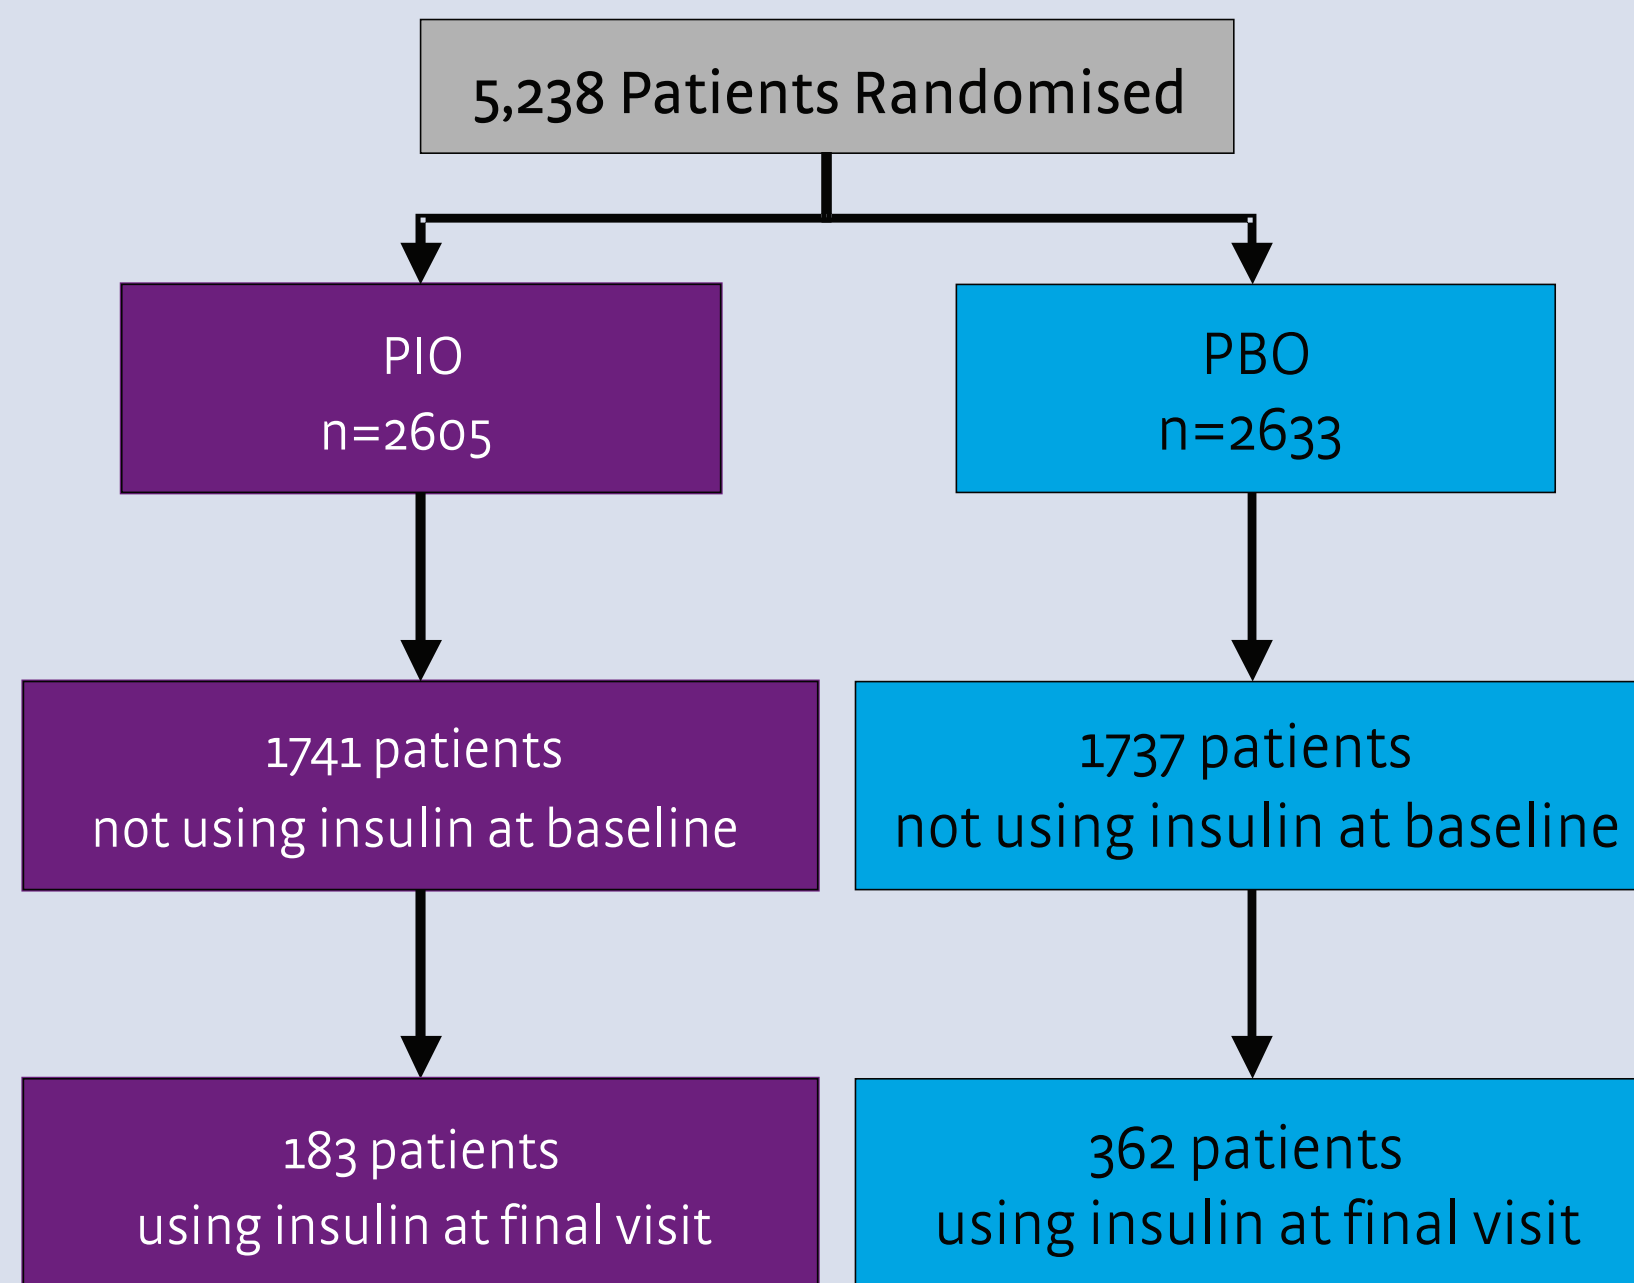 5,238 Patients Randomised
PIO
n=2605
PBO
n=2633
1741 patients
not using insulin at baseline
1737 patients
not using insulin at baseline
183 patients
using insulin at final visit
362 patients
using insulin at final visit